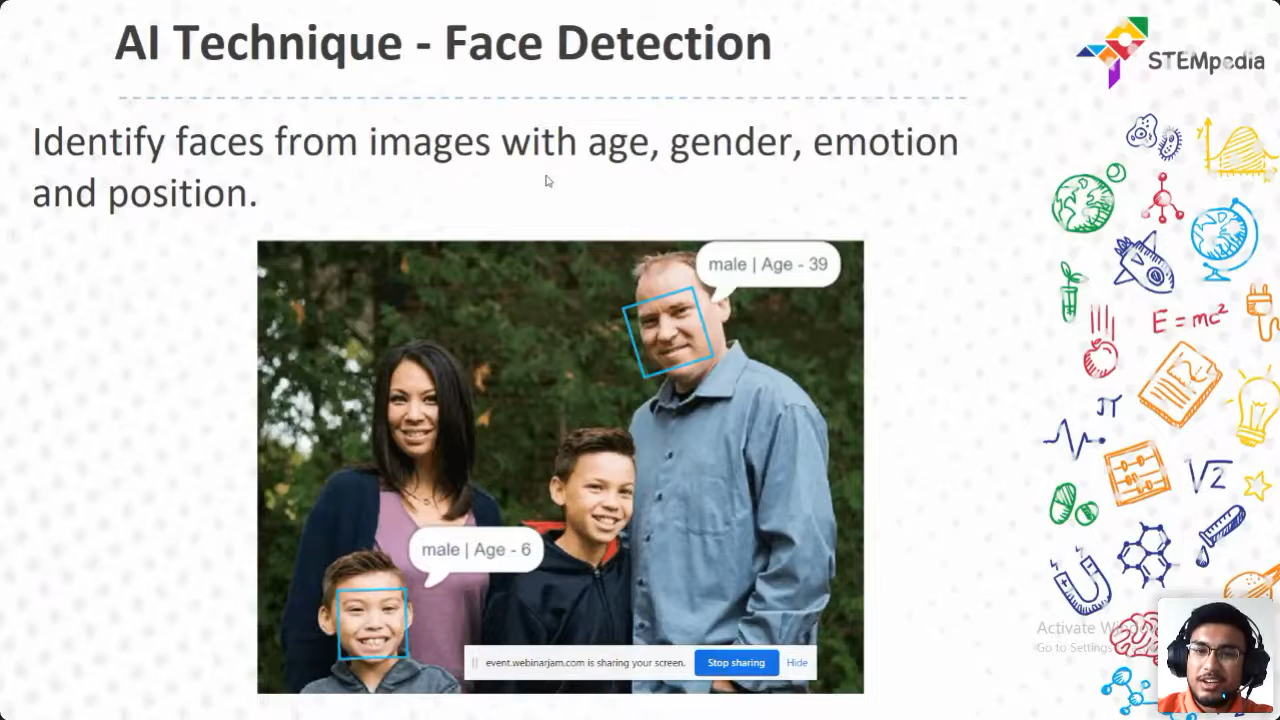 AI Technique - Face Detection
STEMpedia
Identify faces from images with age, gender, emotion
and position.
male | Age - 39
male | Age - 6
E = mc²
π
√2
event.webinarjam.com is sharing your screen.
Stop sharing
Hide
Go to Settings